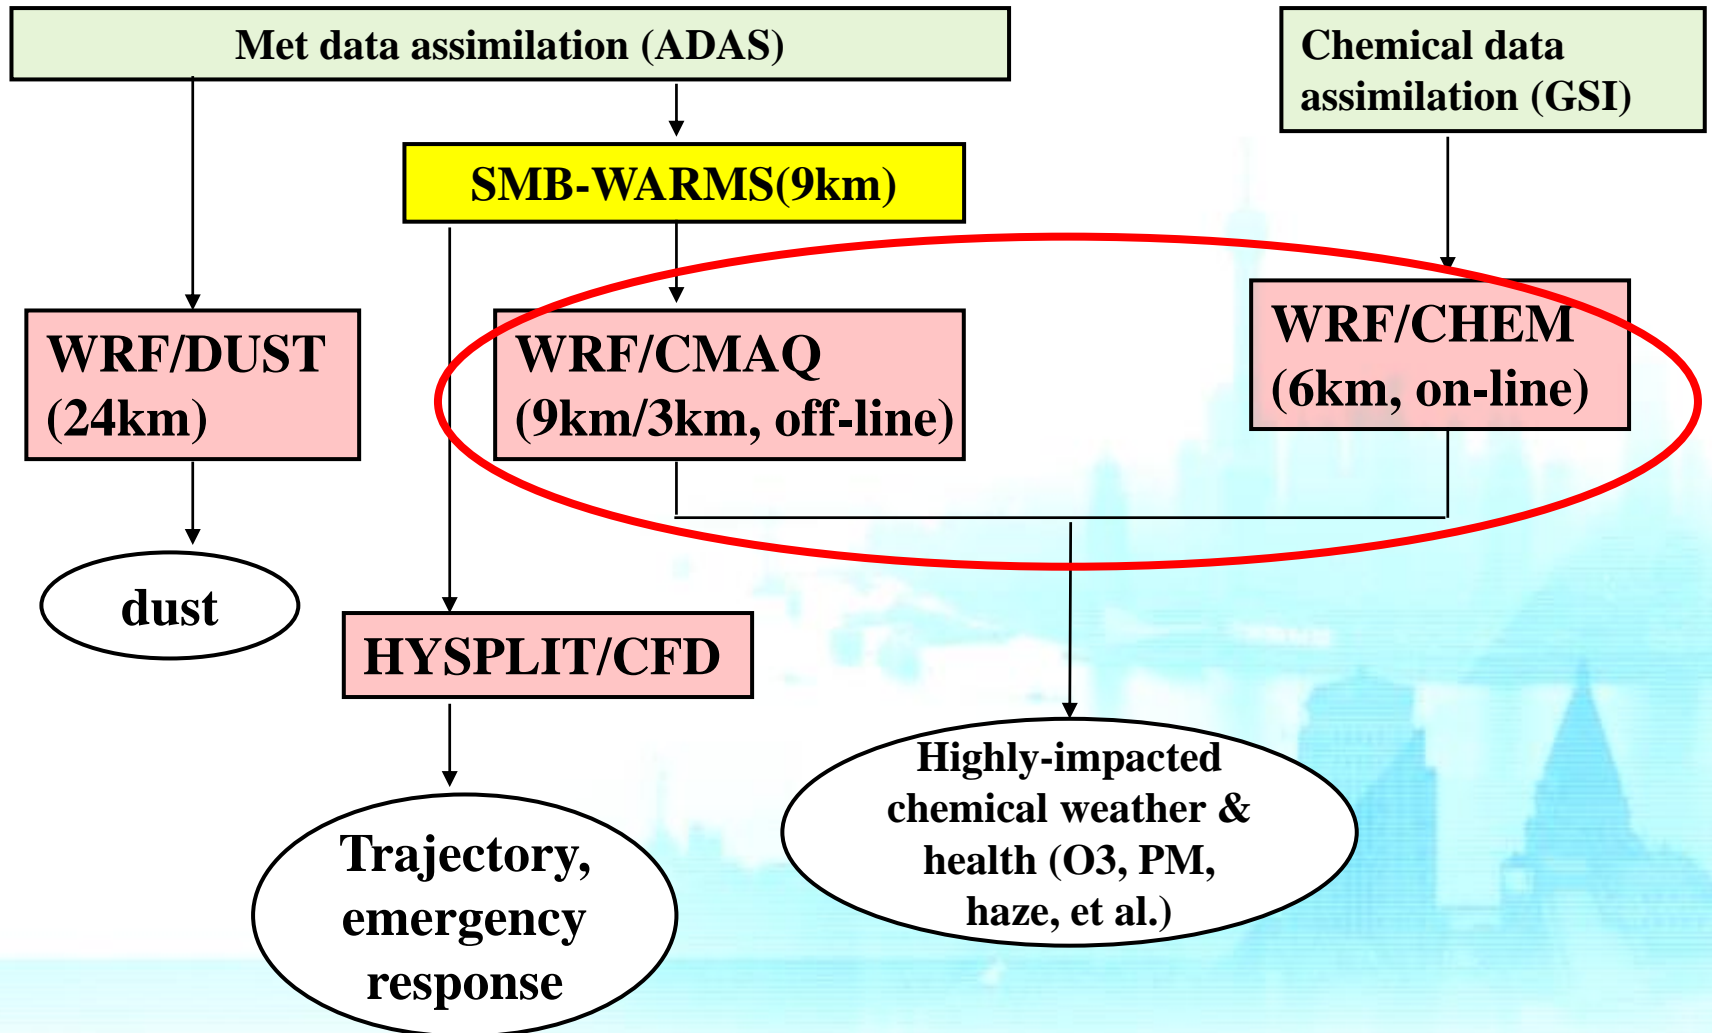 Met data assimilation (ADAS)
Chemical data
assimilation (GSI)
SMB-WARMS(9km)
WRF/DUST
(24km)
WRF/CMAQ
(9km/3km, off-line)
WRF/CHEM
(6km, on-line)
dust
HYSPLIT/CFD
Trajectory,
emergency
response
Highly-impacted
chemical weather &
health (O3, PM,
haze, et al.)